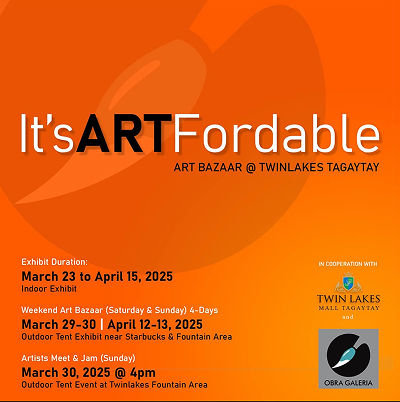 It'sARTFordable
ART BAZAAR @ TWINLAKES TAGAYTAY
Exhibit Duration:
March 23 to April 15, 2025
Indoor Exhibit
Weekend Art Bazaar (Saturday & Sunday) 4-Days
March 29-30 | April 12-13, 2025
Outdoor Tent Exhibit near Starbucks & Fountain Area
Artists Meet & Jam (Sunday)
March 30, 2025 @ 4pm
Outdoor Tent Event at Twinlakes Fountain Area
IN COOPERATION WITH
TWIN LAKES
MALL TAGAYTAY
and
OBRA GALERIA